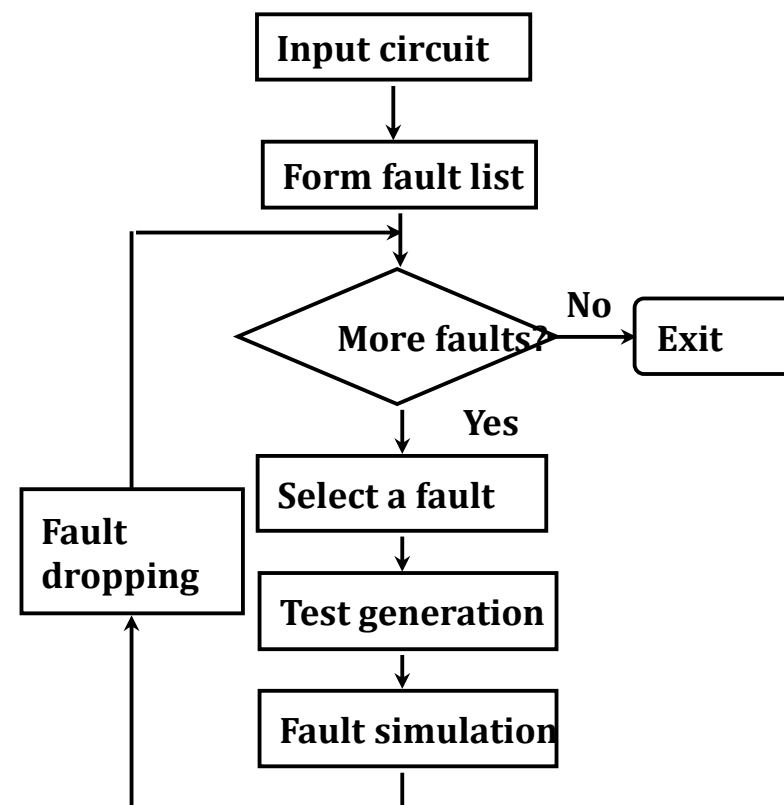 Input circuit
Form fault list
No
More faults?
Exit
Yes
Select a fault
Fault
dropping
Test generation
Fault simulation